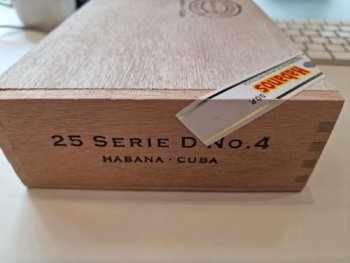 Habanos
D.O.P.
25 SERIE D No.4
HABANA · CUBA